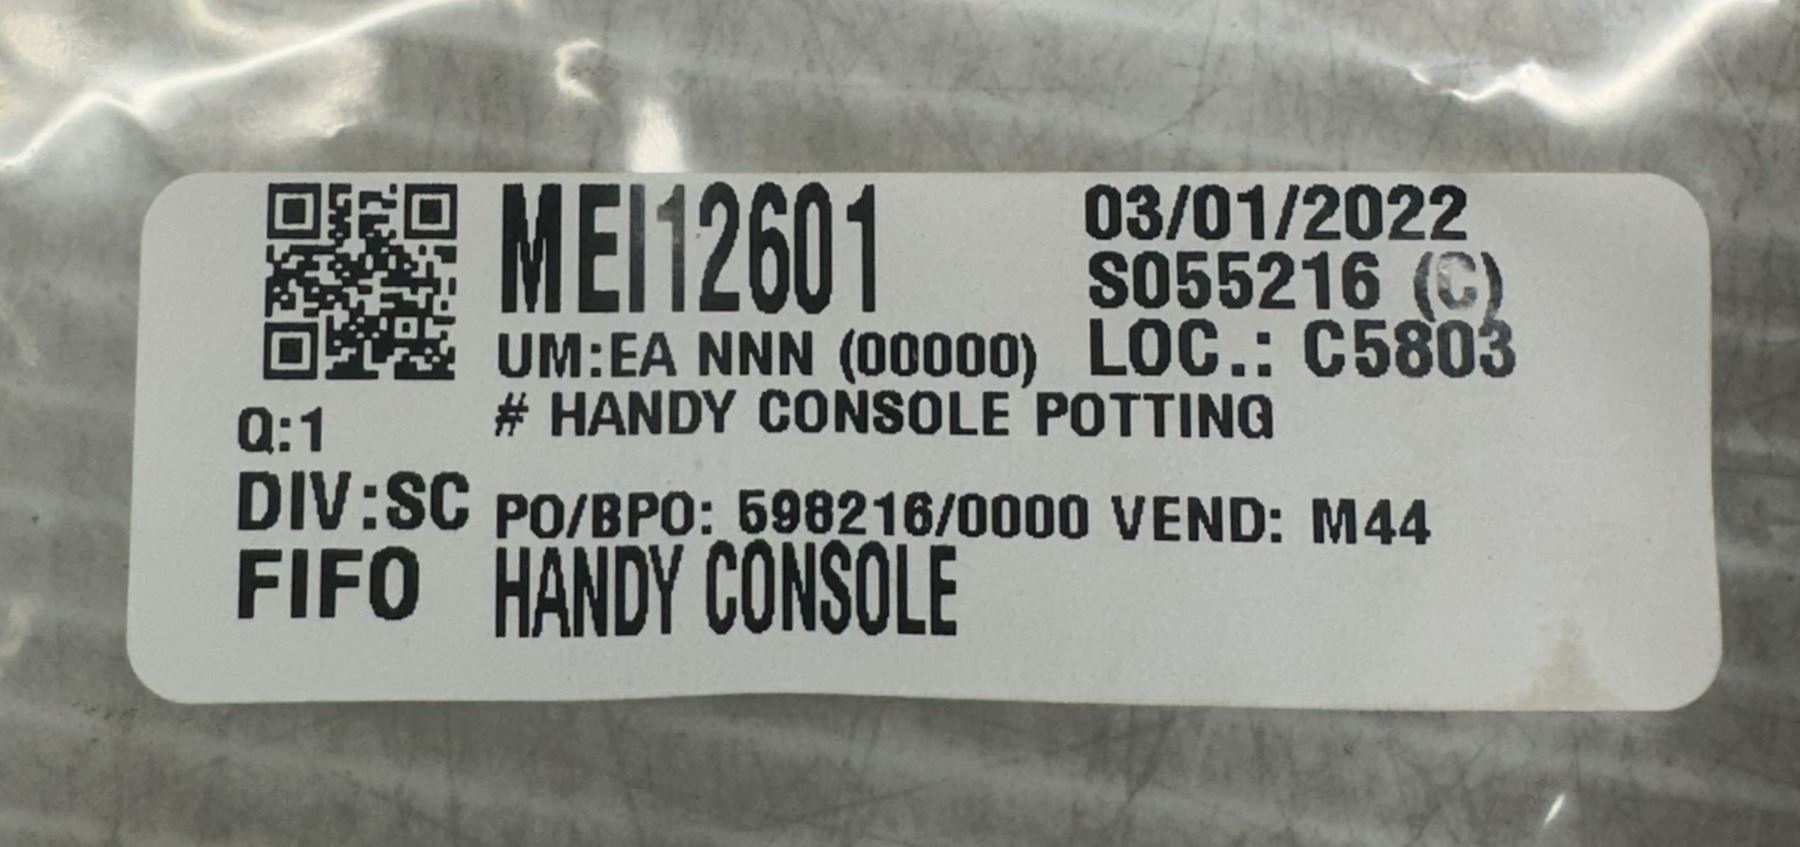 MEI12601
03/01/2022
S055216 (C)
UM:EA NNN (00000)
LOC.: C5803
# HANDY CONSOLE POTTING
Q:1
DIV:SC
PO/BPO: 598216/0000 VEND: M44
FIFO
HANDY CONSOLE